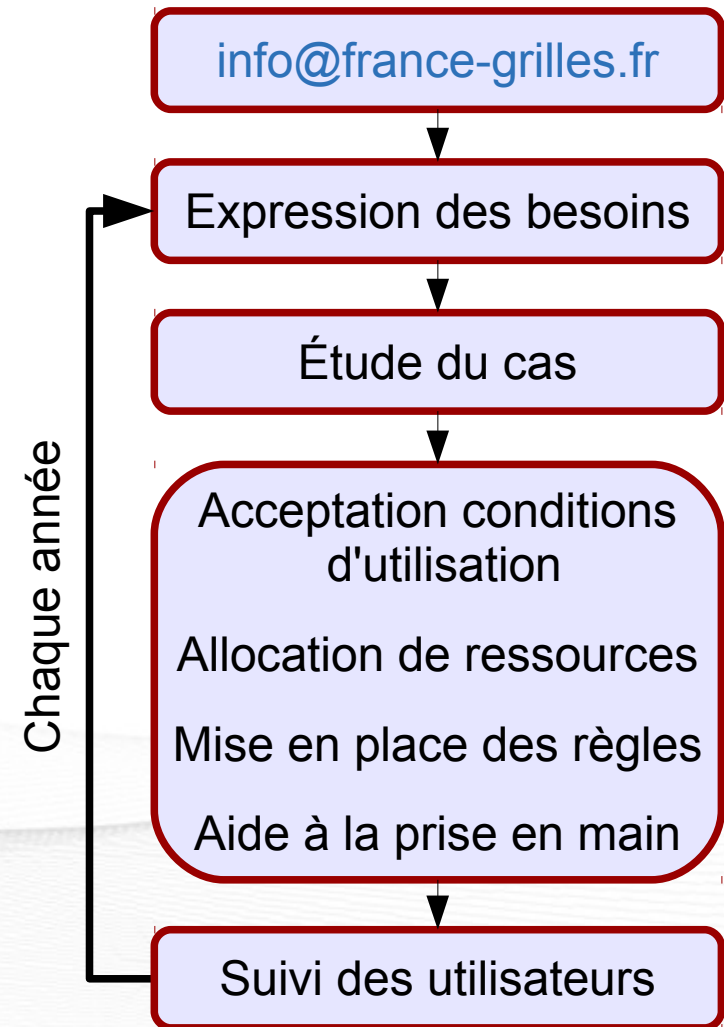 info@france-grilles.fr
Expression des besoins
Étude du cas
Chaque année
Acceptation conditions
d'utilisation
Allocation de ressources
Mise en place des règles
Aide à la prise en main
Suivi des utilisateurs